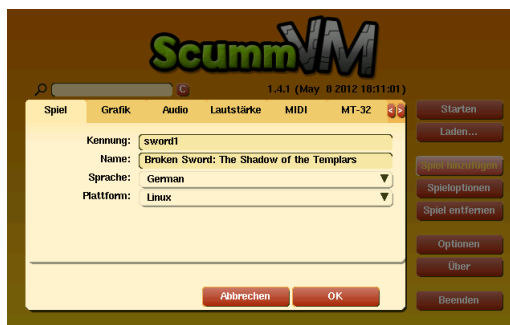 ScummVM
C
1.4.1 (May 8 2012 18:11:01)
Spiel Grafik Audio Lautstärke MIDI MT-32 < >
Kennung: sword1
Name: Broken Sword: The Shadow of the Templars
Sprache: German
Plattform: Linux
Abbrechen OK
Starten
Laden...
Spiel hinzufügen
Spieloptionen
Spiel entfernen
Optionen
Über
Beenden